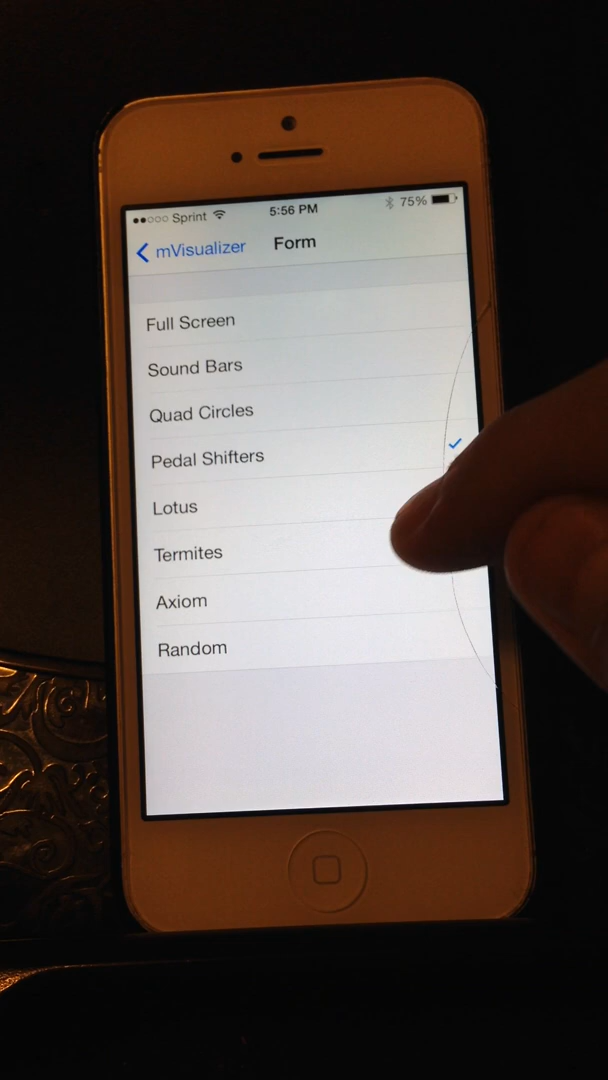 Sprint 5:56 PM 75%
mVisualizer Form
Full Screen
Sound Bars
Quad Circles
Pedal Shifters
Lotus
Termites
Axiom
Random